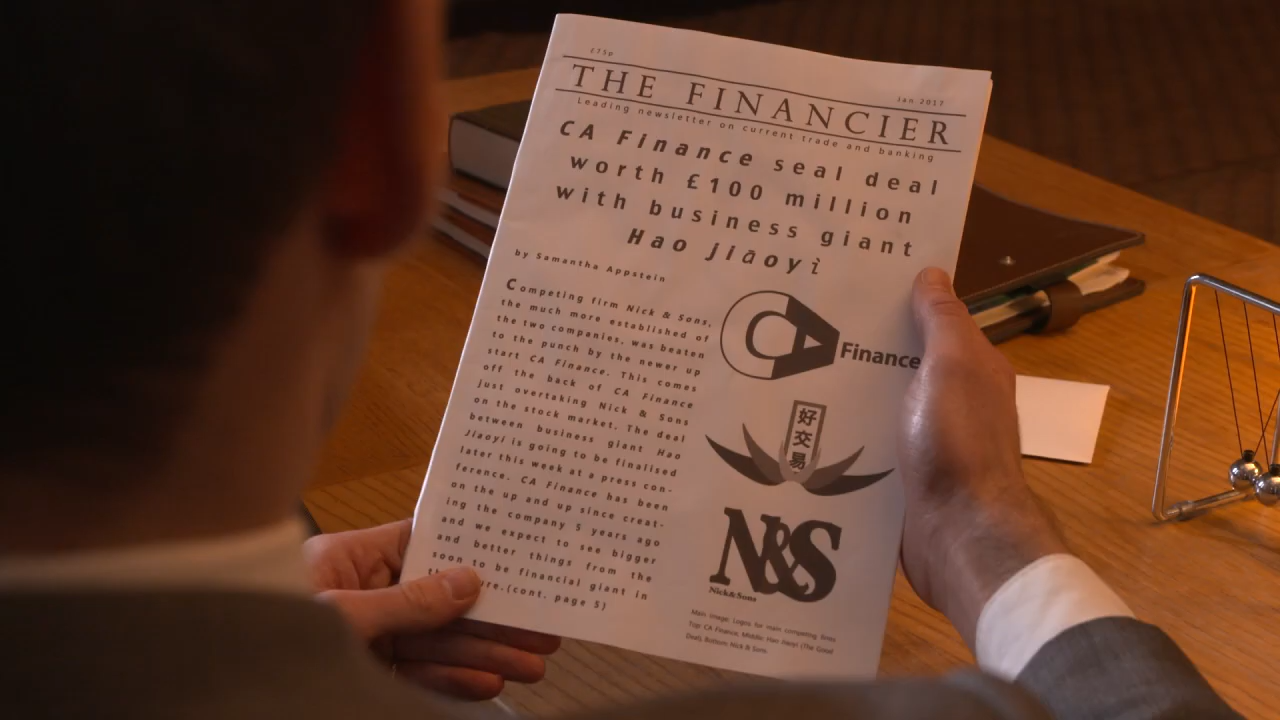 £75p
Jan 2017
THE FINANCIER
Leading newsletter on current trade and banking
CA Finance seal deal
worth £100 million
with business giant
Hao jiāoyì
by Samantha Appstein
Competing firm Nick & Sons,
the much more established of
the two companies, was beaten
to the punch by the newer up
start CA Finance. This comes
off the back of CA Finance
just overtaking Nick & Sons
on the stock market. The deal
between business giant Hao
Jiaoyi is going to be finalised
later this week at a press con-
ference. CA Finance has been
on the up and up since creat-
ing the company 5 years ago
and we expect to see bigger
and better things from the
soon to be financial giant in
ure.(cont. page 5)
CA Finance
好
交
易
N&S
Nick&Sons
Main image: Logos for main competing firms
Top: CA Finance, Middle: Hao Jiaoyi (The Good
Deal), Bottom: Nick & Sons.